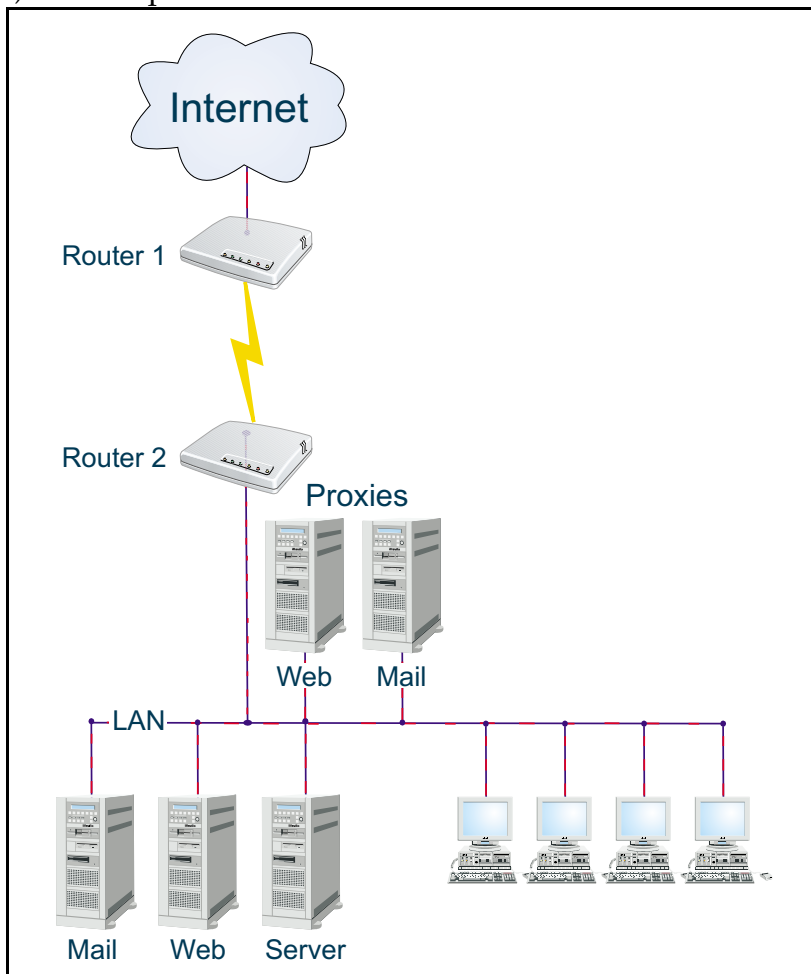 Internet
Router 1
Router 2
Proxies
Web Mail
LAN
Mail Web Server